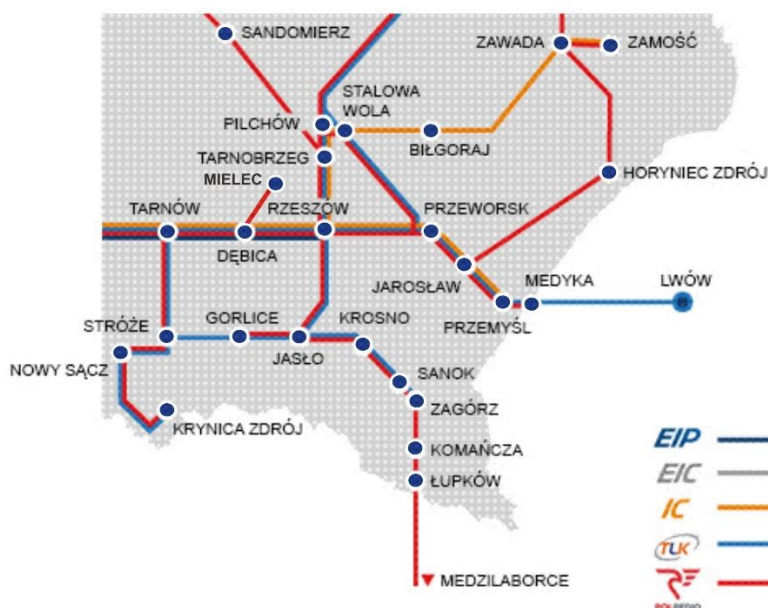 SANDOMIERZ
ZAWADA
ZAMOŚĆ
STALOWA
WOLA
PILCHÓW
BIŁGORAJ
TARNOBRZEG
HORYNIEC ZDRÓJ
MIELEC
TARNÓW
RZESZÓW
PRZEWORSK
DĘBICA
JAROSŁAW
MEDYKA
LWÓW
PRZEMYŚL
STRÓŻE
GORLICE
KROSNO
JASŁO
NOWY SĄCZ
SANOK
ZAGÓRZ
KRYNICA ZDRÓJ
KOMAŃCZA
ŁUPKÓW
MEDZILABORCE
EIP
EIC
IC
TLK
POLREGIO